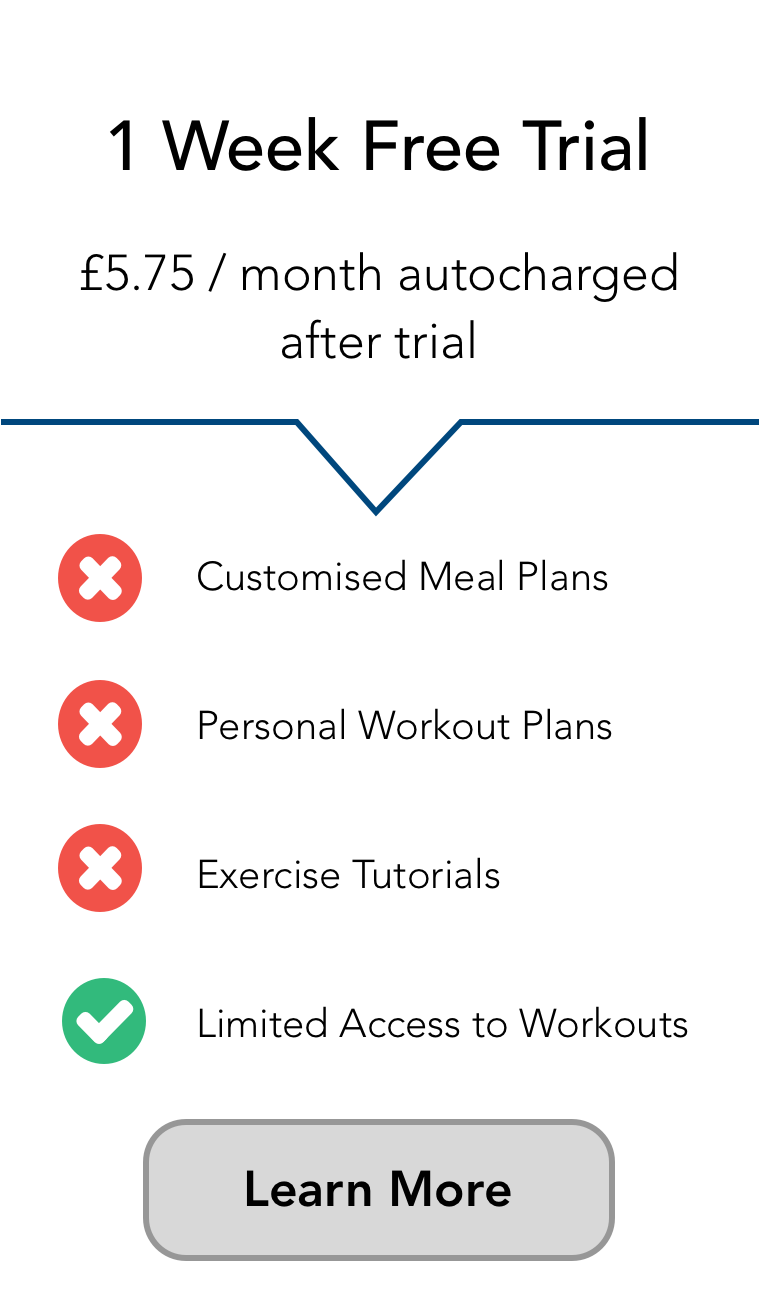 1 Week Free Trial
£5.75 / month autocharged
after trial
Customised Meal Plans
Personal Workout Plans
Exercise Tutorials
Limited Access to Workouts
Learn More